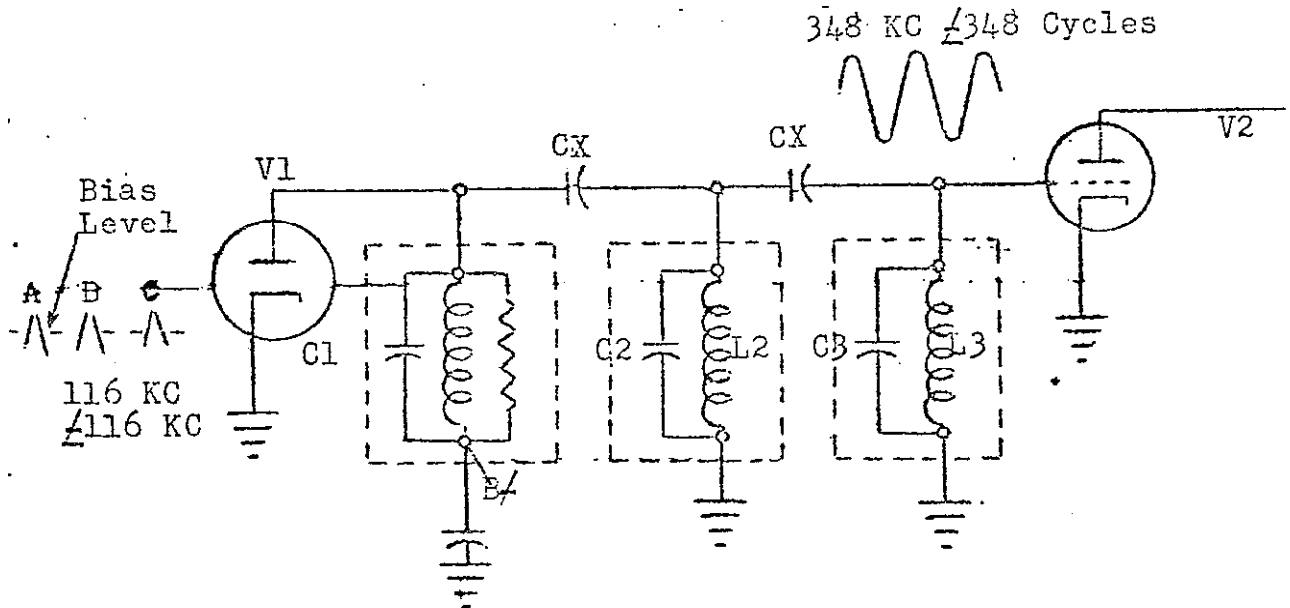 348 KC ±348 Cycles
CX
CX
V2
V1
Bias
Level
A B C
C1
C2
L2
C3
L3
116 KC
±116 KC
B+